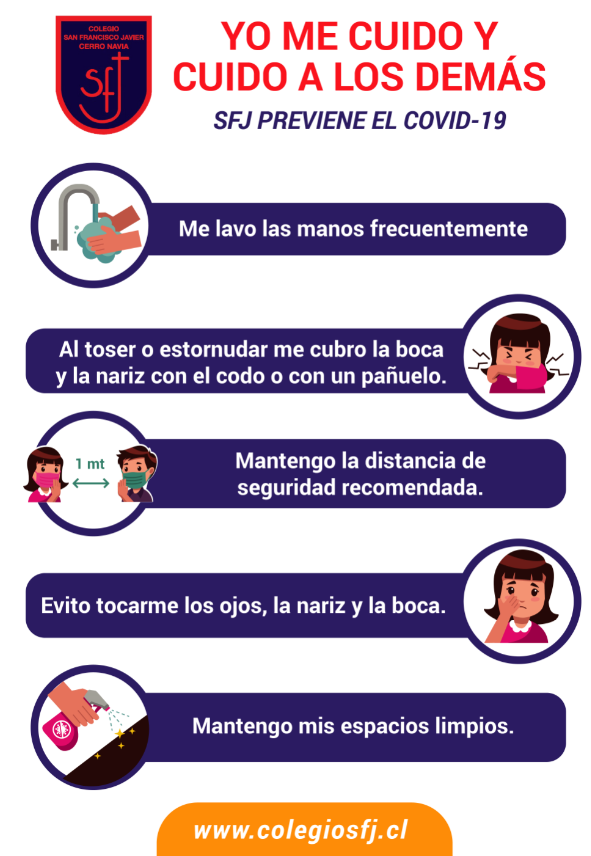 COLEGIO
SAN FRANCISCO JAVIER
CERRO NAVIA
sfj
YO ME CUIDO Y
CUIDO A LOS DEMÁS
SFJ PREVIENE EL COVID-19
Me lavo las manos frecuentemente
Al toser o estornudar me cubro la boca
y la nariz con el codo o con un pañuelo.
1 mt
Mantengo la distancia de
seguridad recomendada.
Evito tocarme los ojos, la nariz y la boca.
Mantengo mis espacios limpios.
www.colegiosfj.cl